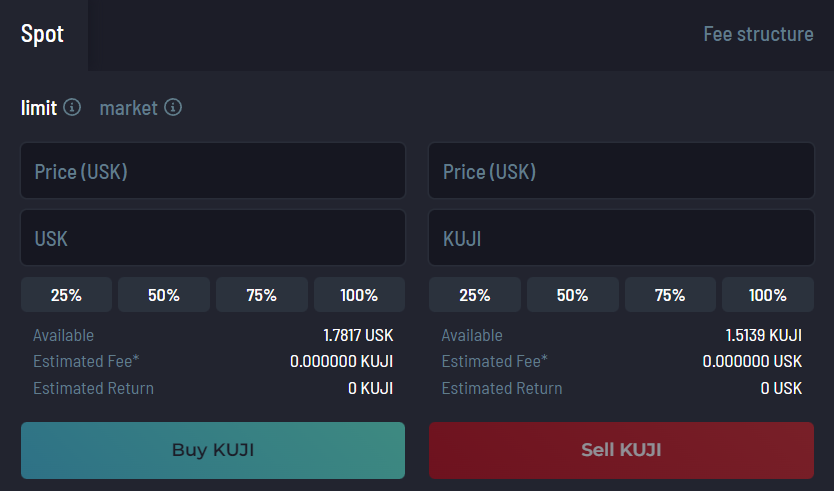 Spot
Fee structure
limit
market
Price (USK)
USK
25% 50% 75% 100%
Available 1.7817 USK
Estimated Fee* 0.000000 KUJI
Estimated Return 0 KUJI
Buy KUJI
Price (USK)
KUJI
25% 50% 75% 100%
Available 1.5139 KUJI
Estimated Fee* 0.000000 USK
Estimated Return 0 USK
Sell KUJI